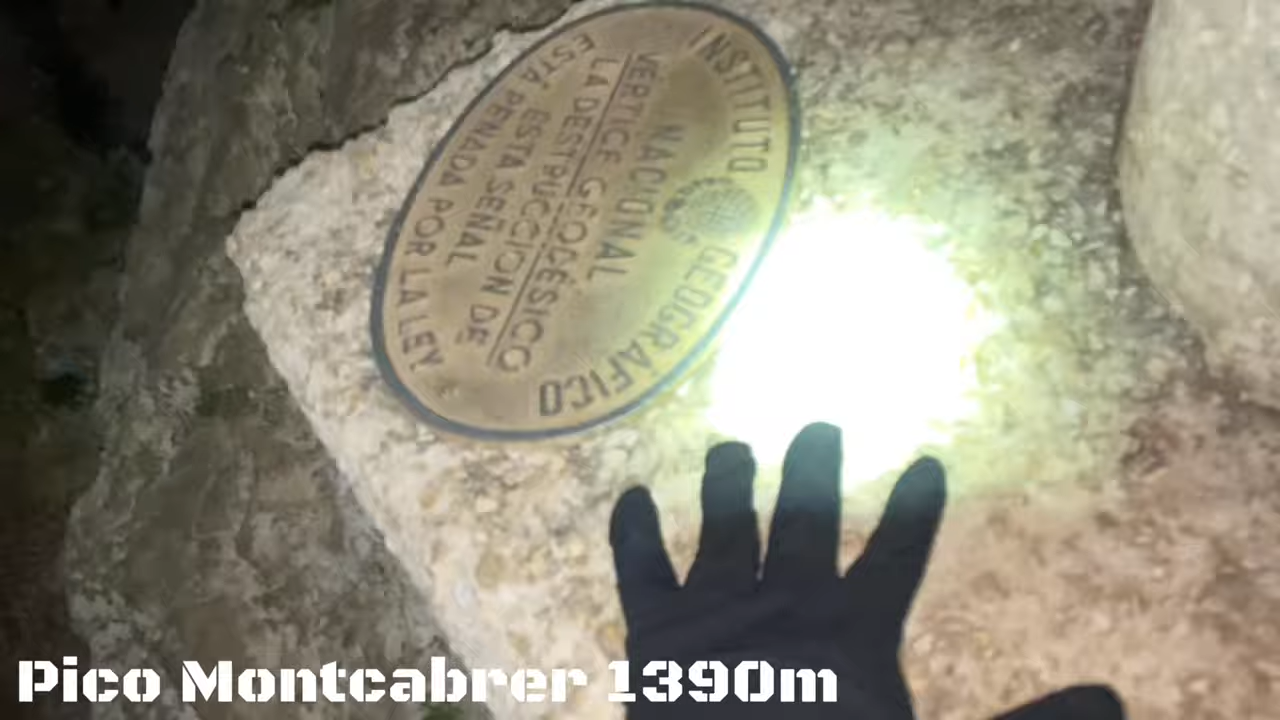 INSTITUTO
GEOGRÁFICO
NACIONAL
VÉRTICE GEODÉSICO
LA DESTRUCCIÓN DE
ESTA SEÑAL
ESTÁ PENADA POR LA LEY
Pico Montcabrer 1390m